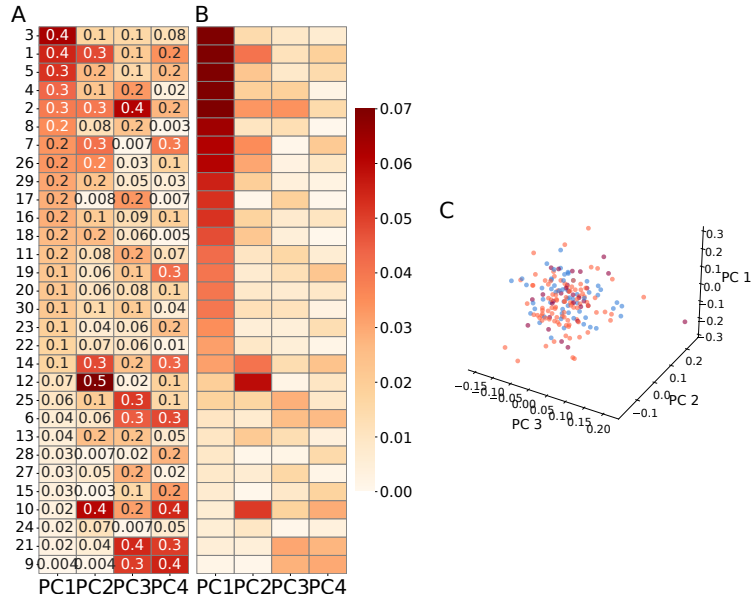 A
B
3 0.4 0.1 0.1 0.08
1 0.4 0.3 0.1 0.2
5 0.3 0.2 0.1 0.2
4 0.3 0.1 0.2 0.02
2 0.3 0.3 0.4 0.2
8 0.2 0.08 0.2 0.003
7 0.2 0.3 0.007 0.3
26 0.2 0.2 0.03 0.1
29 0.2 0.2 0.05 0.03
17 0.2 0.008 0.2 0.007
16 0.2 0.1 0.09 0.1
18 0.2 0.2 0.06 0.005
11 0.2 0.08 0.2 0.07
19 0.1 0.06 0.1 0.3
20 0.1 0.06 0.08 0.1
30 0.1 0.1 0.1 0.04
23 0.1 0.04 0.06 0.2
22 0.1 0.07 0.06 0.01
14 0.1 0.3 0.2 0.3
12 0.07 0.5 0.02 0.1
25 0.06 0.1 0.3 0.1
6 0.04 0.06 0.3 0.3
13 0.04 0.2 0.2 0.05
28 0.03 0.007 0.02 0.2
27 0.03 0.05 0.2 0.02
15 0.03 0.003 0.1 0.2
10 0.02 0.4 0.2 0.4
24 0.02 0.07 0.007 0.05
21 0.02 0.04 0.4 0.3
9 0.004 0.004 0.3 0.4
PC1 PC2 PC3 PC4
PC1 PC2 PC3 PC4
0.07
0.06
0.05
0.04
0.03
0.02
0.01
0.00
C
0.3
0.2
0.1
0.0
−0.1
−0.2
−0.3
PC 1
0.2
0.1
0.0
−0.1
PC 2
−0.15
−0.10
−0.05
0.00
0.05
0.10
0.15
0.20
PC 3